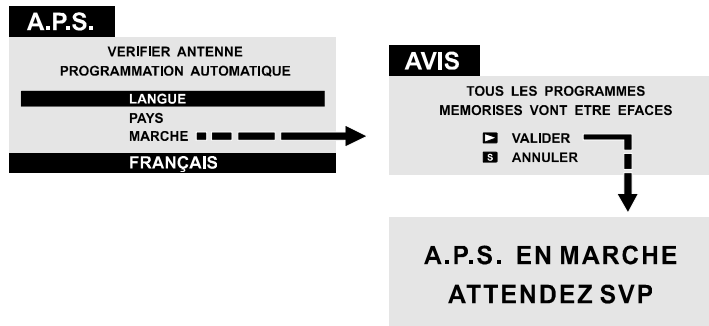 A.P.S.
VERIFIER ANTENNE
PROGRAMMATION AUTOMATIQUE
LANGUE
PAYS
MARCHE
FRANÇAIS
AVIS
TOUS LES PROGRAMMES
MEMORISES VONT ETRE EFACES
VALIDER
S ANNULER
A.P.S. EN MARCHE
ATTENDEZ SVP